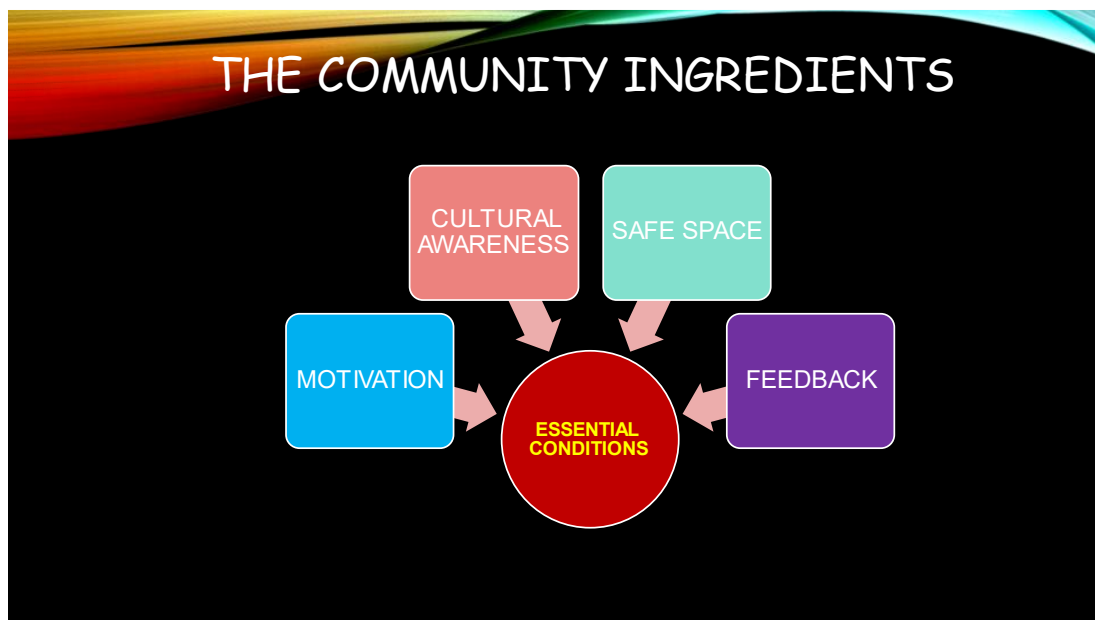 THE COMMUNITY INGREDIENTS
CULTURAL
AWARENESS
SAFE SPACE
MOTIVATION
FEEDBACK
ESSENTIAL
CONDITIONS